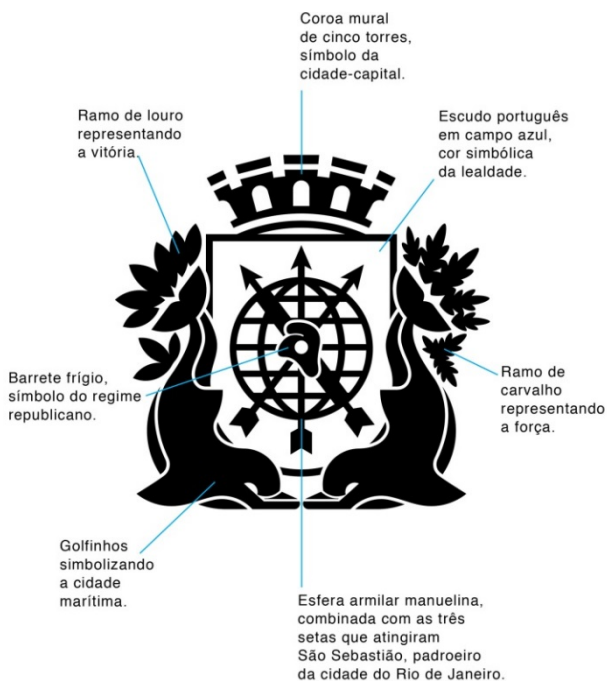 Coroa mural
de cinco torres,
símbolo da
cidade-capital.
Ramo de louro
representando
a vitória.
Escudo português
em campo azul,
cor simbólica
da lealdade.
Barrete frígio,
símbolo do regime
republicano.
Ramo de
carvalho
representando
a força.
Golfinhos
simbolizando
a cidade
marítima.
Esfera armilar manuelina,
combinada com as três
setas que atingiram
São Sebastião, padroeiro
da cidade do Rio de Janeiro.